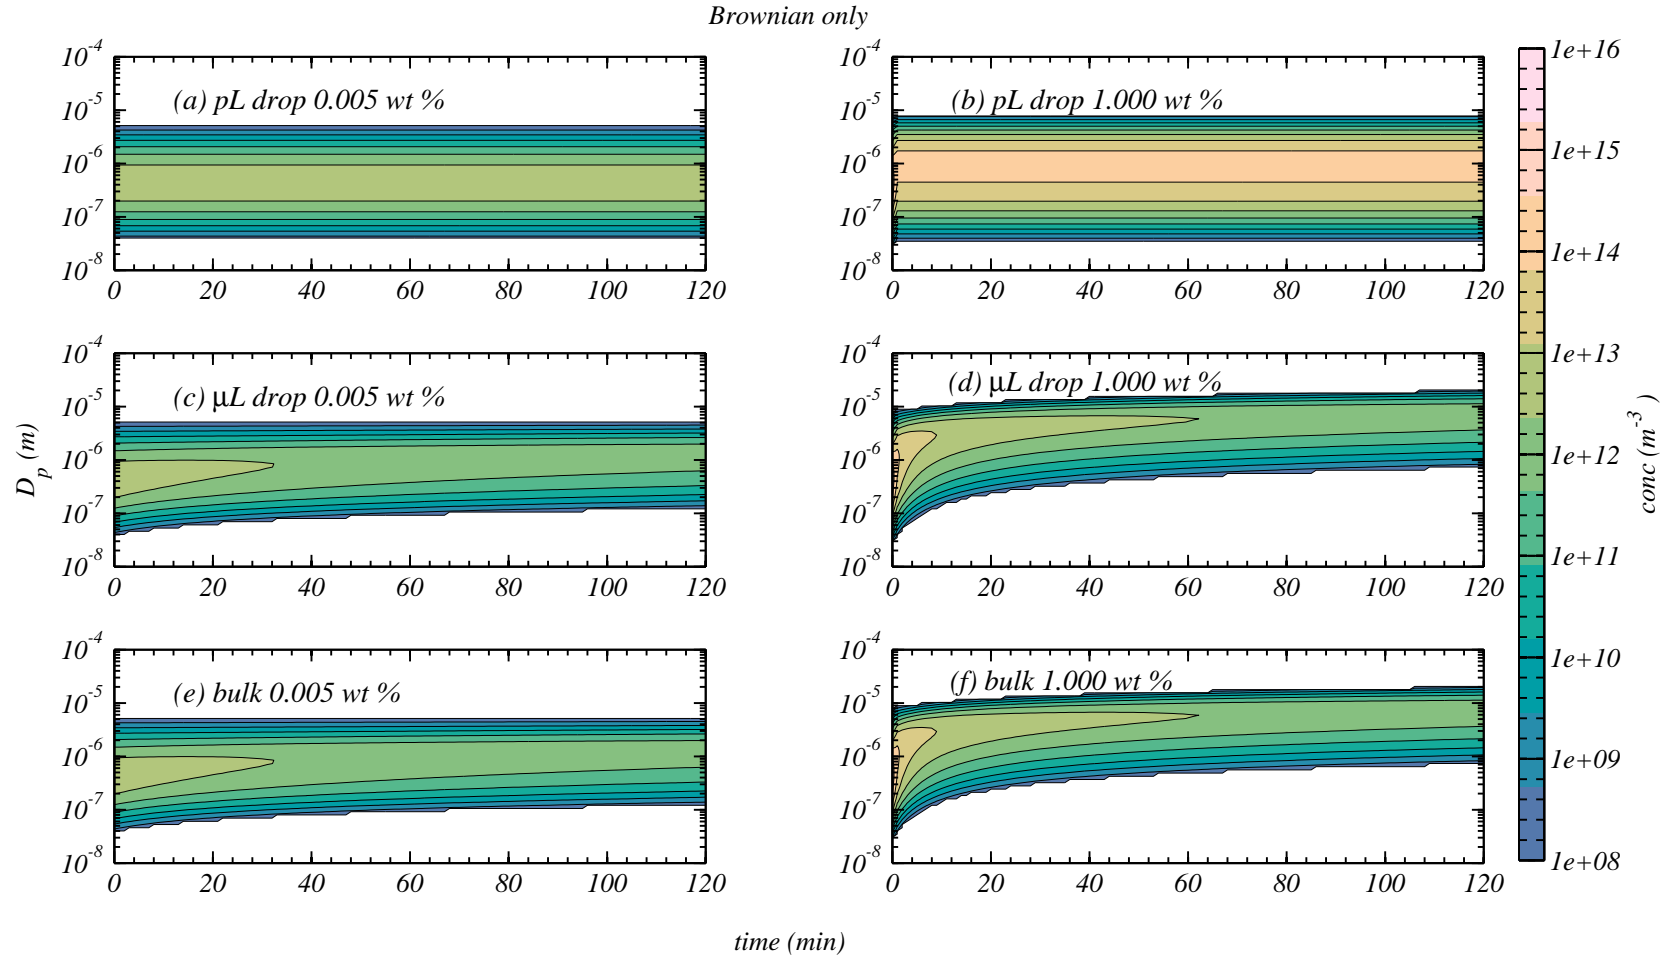 Brownian only
10^-4
10^-5
10^-6
10^-7
10^-8
(a) pL drop 0.005 wt %
0 20 40 60 80 100 120
10^-4
10^-5
10^-6
10^-7
10^-8
(b) pL drop 1.000 wt %
0 20 40 60 80 100 120
10^-4
10^-5
10^-6
10^-7
10^-8
(c) μL drop 0.005 wt %
0 20 40 60 80 100 120
10^-4
10^-5
10^-6
10^-7
10^-8
(d) μL drop 1.000 wt %
0 20 40 60 80 100 120
10^-4
10^-5
10^-6
10^-7
10^-8
(e) bulk 0.005 wt %
0 20 40 60 80 100 120
10^-4
10^-5
10^-6
10^-7
10^-8
(f) bulk 1.000 wt %
0 20 40 60 80 100 120
D_p (m)
time (min)
1e+16
1e+15
1e+14
1e+13
1e+12
1e+11
1e+10
1e+09
1e+08
conc (m^-3)